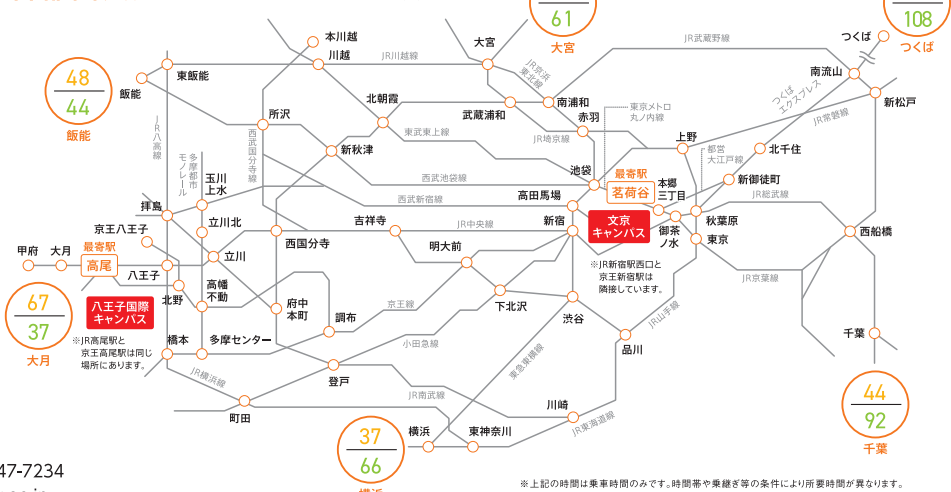 61
大宮
108
つくば
本川越
川越
JR川越線
大宮
JR京浜
東北線
JR武蔵野線
つくば
南流山
新松戸
東飯能
飯能
48
44
飯能
JR八高線
所沢
北朝霞
武蔵浦和
南浦和
赤羽
JR埼京線
東京メトロ
丸ノ内線
つくば
エクスプレス
JR常磐線
上野
北千住
都営
大江戸線
東武東上線
西武国分寺線
新秋津
池袋
西武池袋線
西武新宿線
多摩都市
モノレール
玉川
上水
拝島
高田馬場
最寄駅
茗荷谷
本郷
三丁目
新御徒町
JR総武線
京王八王子
立川北
吉祥寺
JR中央線
新宿
文京
キャンパス
御茶
ノ水
秋葉原
東京
西船橋
甲府
大月
最寄駅
高尾
八王子
立川
西国分寺
明大前
※JR新宿駅西口と
京王新宿駅は
隣接しています。
JR京葉線
67
37
大月
八王子国際
キャンパス
北野
高幡
不動
府中
本町
調布
京王線
下北沢
渋谷
JR山手線
品川
千葉
※JR高尾駅と
京王高尾駅は同じ
場所にあります。
橋本
多摩センター
小田急線
東急東横線
JR横浜線
登戸
JR南武線
町田
川崎
JR東海道線
横浜
東神奈川
37
66
44
92
千葉
47-7234
※上記の時間は乗車時間のみです。時間帯や乗継ぎ等の条件により所要時間が異なります。